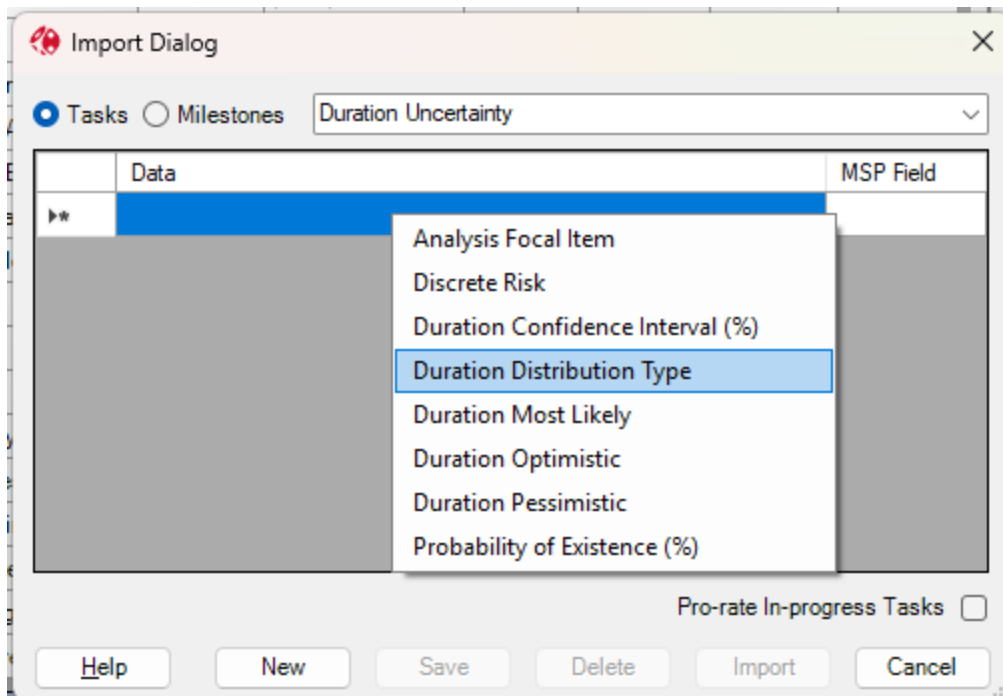 Import Dialog
Tasks Milestones Duration Uncertainty
Data MSP Field
Analysis Focal Item
Discrete Risk
Duration Confidence Interval (%)
Duration Distribution Type
Duration Most Likely
Duration Optimistic
Duration Pessimistic
Probability of Existence (%)
Pro-rate In-progress Tasks
Help New Save Delete Import Cancel